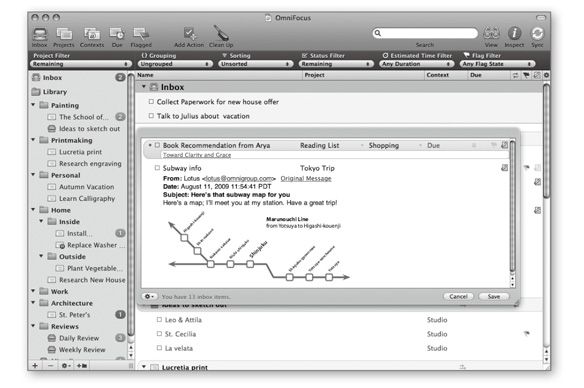 OmniFocus
Inbox Projects Contexts Due Flagged Add Action Clean Up Search View Inspect Sync
Project Filter Grouping Sorting Status Filter Estimated Time Filter Flag Filter
Remaining Ungrouped Unsorted Remaining Any Duration Any Flag State
Inbox 2
Library
Painting
The School of... 2
Ideas to sketch out
Printmaking
Lucretia print
Research engraving
Personal
Autumn Vacation
Learn Calligraphy
Home
Inside
Install... 1
Replace Washer ...
Outside
Plant Vegetable...
Research New House
Work
Architecture
St. Peter's 1
Reviews
Daily Review 3
Weekly Review
Name Project Context Due
Inbox
Collect Paperwork for new house offer
Talk to Julius about vacation
Book Recommendation from Arya Reading List Shopping Due
Toward Clarity and Grace
Subway info Tokyo Trip
From: Lotus <lotus@omnigroup.com> Original Message
Date: August 11, 2009 11:54:41 PDT
Subject: Here's that subway map for you
Here's a map; I'll meet you at my station. Have a great trip!
Marunouchi Line
from Yotsuya to Higashi-kouenji
Higashi-kouenji
Shinjuku
Yotsuya
You have 13 inbox items.
Cancel Save
Ideas to sketch out
Leo & Attila Studio
St. Cecilia Studio
La velata Studio
Lucretia print